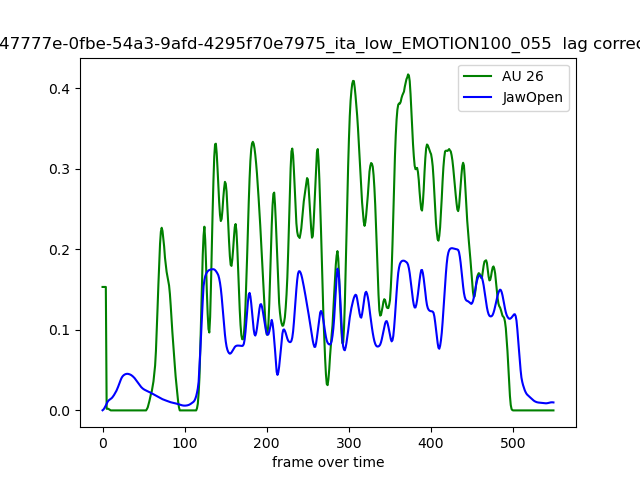 47777e-0fbe-54a3-9afd-4295f70e7975_ita_low_EMOTION100_055 lag correc
AU 26
JawOpen
0.4
0.3
0.2
0.1
0.0
0 100 200 300 400 500
frame over time